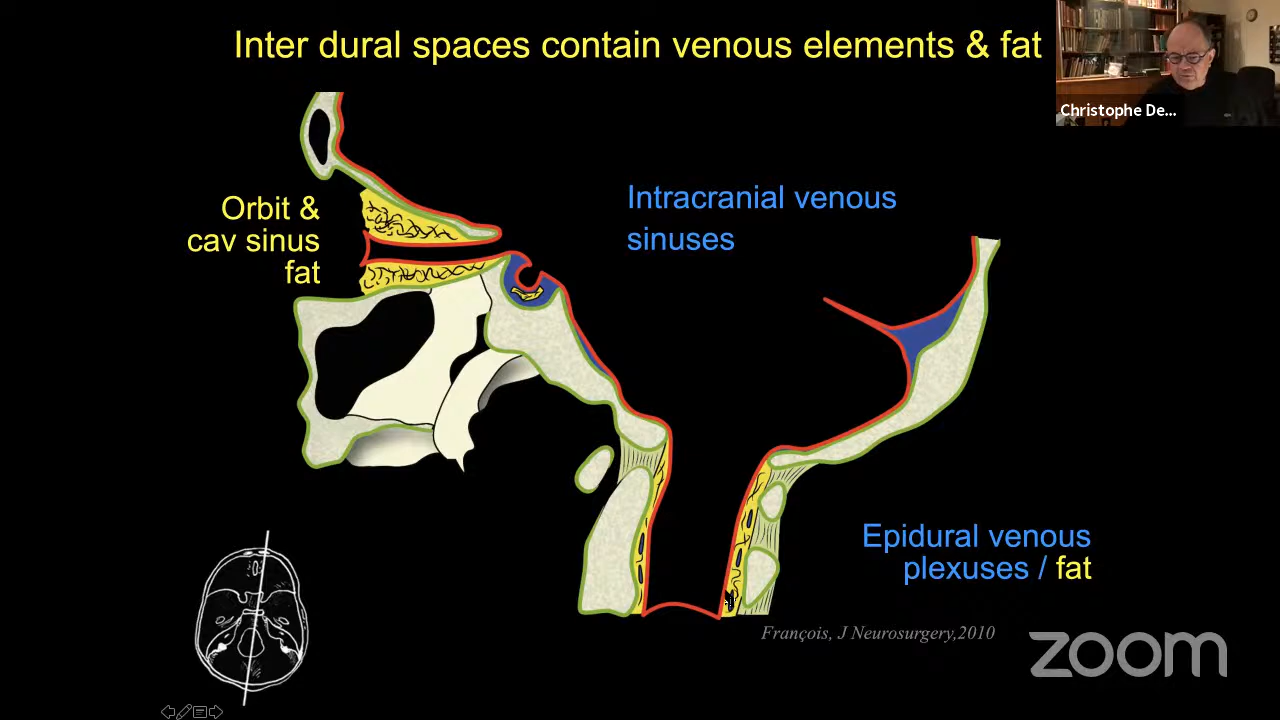 Inter dural spaces contain venous elements & fat
Christophe De...
Orbit &
cav sinus
fat
Intracranial venous
sinuses
Epidural venous
plexuses / fat
François, J Neurosurgery,2010
zoom